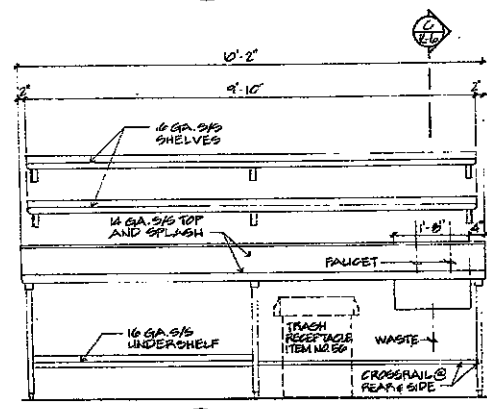 10'-2"
2"
9'-10"
2"
16 GA. S/S
SHELVES
14 GA. S/S TOP
AND SPLASH
1'-8"
4"
FAUCET
16 GA. S/S
UNDERSHELF
TRASH
RECEPTACLE
ITEM NO. 56
WASTE
CROSSRAIL @
REAR & SIDE